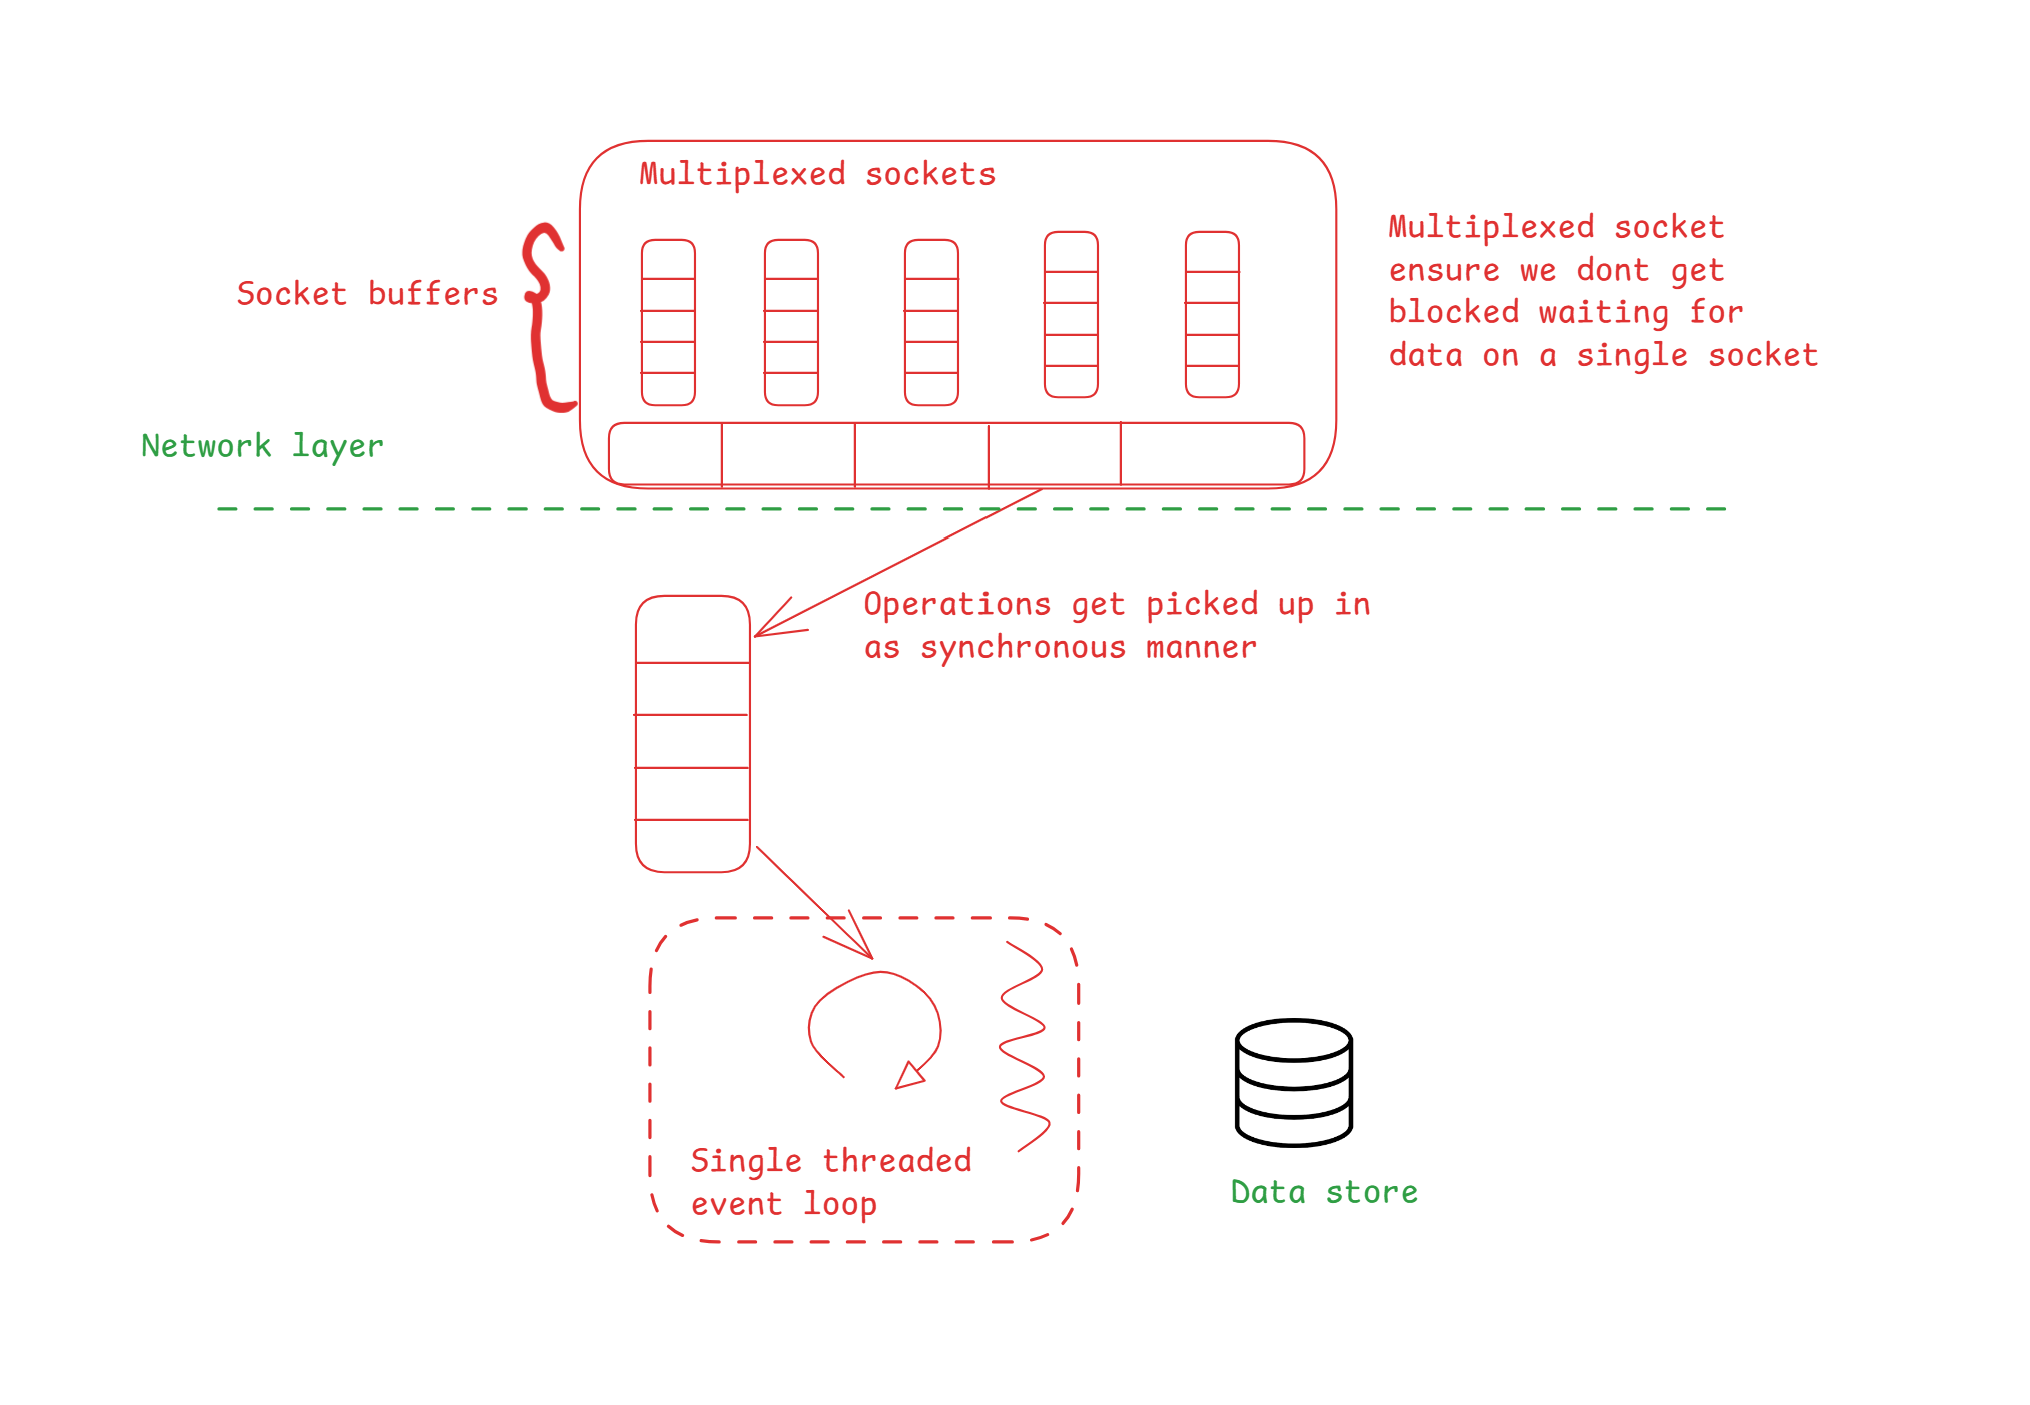 Multiplexed sockets
Multiplexed socket
ensure we dont get
blocked waiting for
data on a single socket
Socket buffers
Network layer
Operations get picked up in
as synchronous manner
Single threaded
event loop
Data store